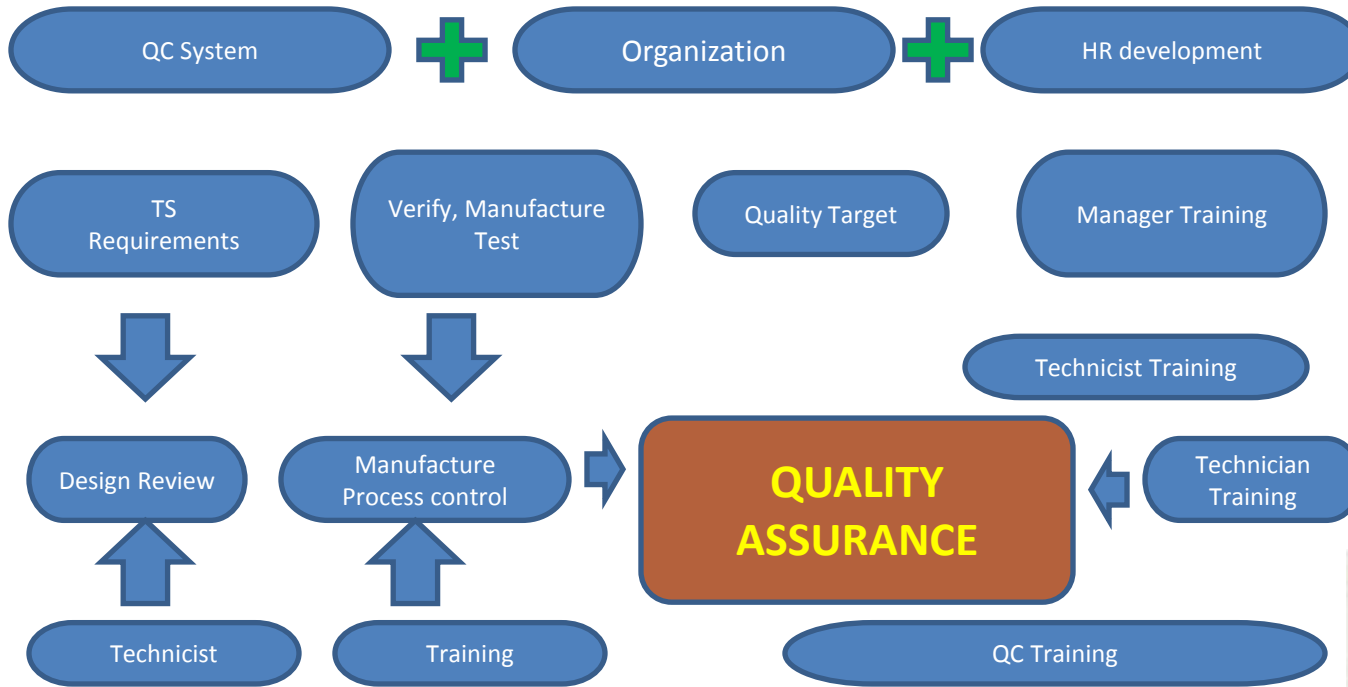 QC System
Organization
HR development
TS
Requirements
Verify, Manufacture
Test
Quality Target
Manager Training
Technicist Training
Design Review
Manufacture
Process control
QUALITY
ASSURANCE
Technician
Training
Technicist
Training
QC Training